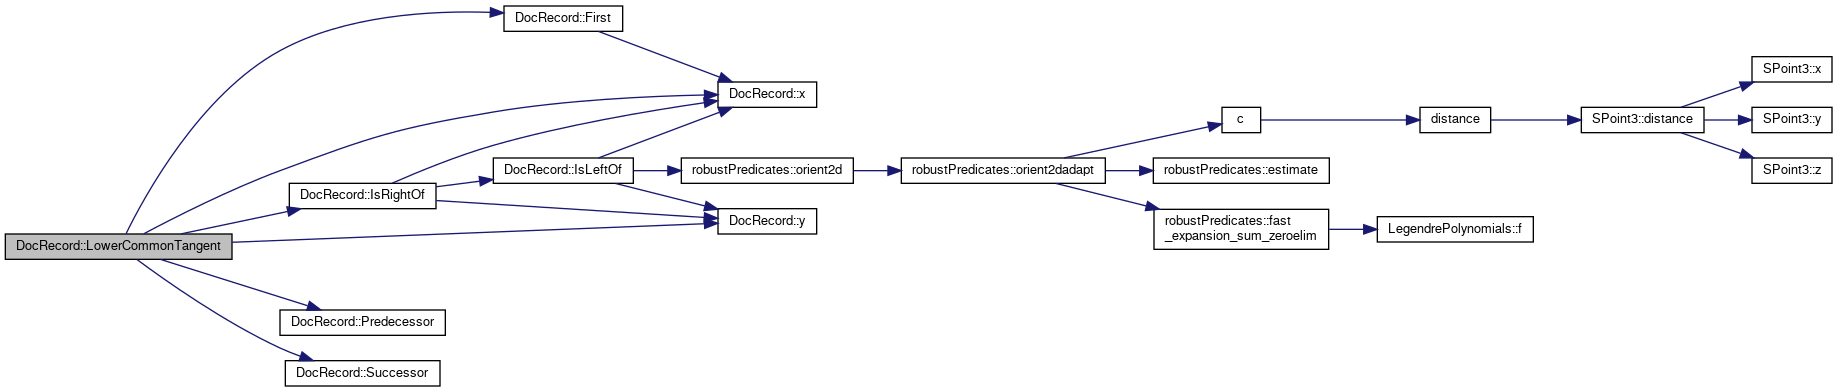 DocRecord::LowerCommonTangent
DocRecord::First
DocRecord::x
DocRecord::IsRightOf
DocRecord::IsLeftOf
DocRecord::y
DocRecord::Predecessor
DocRecord::Successor
robustPredicates::orient2d
robustPredicates::orient2dadapt
c
robustPredicates::estimate
robustPredicates::fast
_expansion_sum_zeroelim
distance
LegendrePolynomials::f
SPoint3::distance
SPoint3::x
SPoint3::y
SPoint3::z